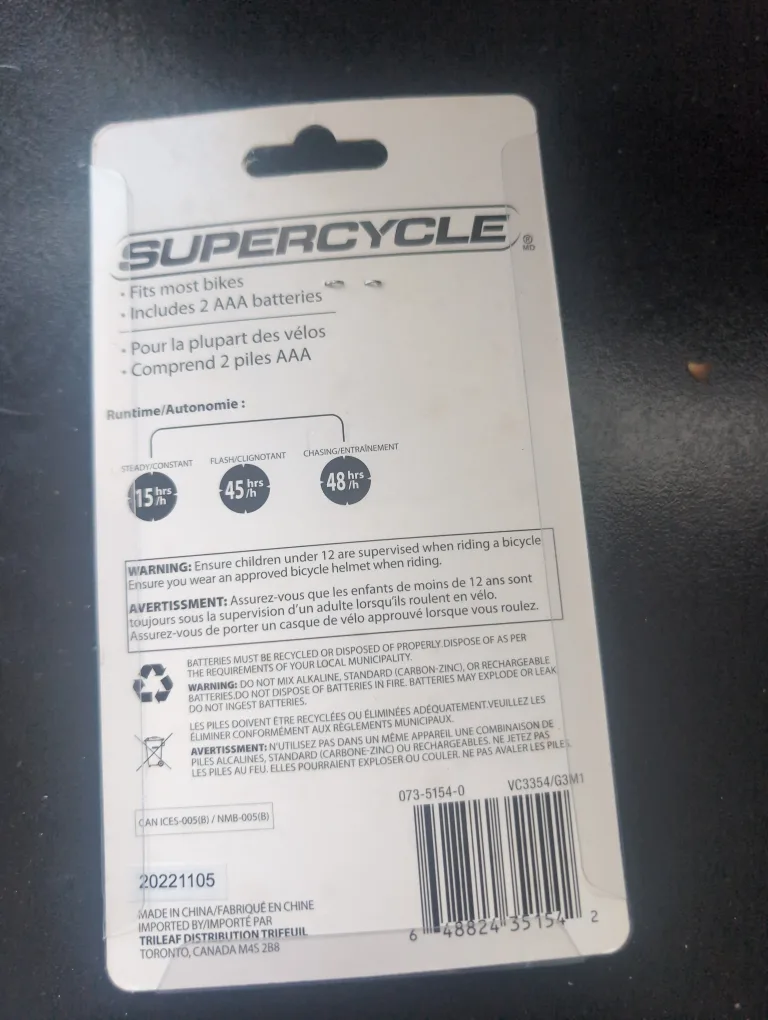 SUPERCYCLE
® MD
• Fits most bikes
• Includes 2 AAA batteries
• Pour la plupart des vélos
• Comprend 2 piles AAA
Runtime/Autonomie :
STEADY/CONSTANT FLASH/CLIGNOTANT CHASING/ENTRAÎNEMENT
15 hrs /h 45 hrs /h 48 hrs /h
WARNING: Ensure children under 12 are supervised when riding a bicycle
Ensure you wear an approved bicycle helmet when riding.
AVERTISSEMENT: Assurez-vous que les enfants de moins de 12 ans sont
toujours sous la supervision d'un adulte lorsqu'ils roulent en vélo.
Assurez-vous de porter un casque de vélo approuvé lorsque vous roulez.
BATTERIES MUST BE RECYCLED OR DISPOSED OF PROPERLY.DISPOSE OF AS PER
THE REQUIREMENTS OF YOUR LOCAL MUNICIPALITY.
WARNING: DO NOT MIX ALKALINE, STANDARD (CARBON-ZINC), OR RECHARGEABLE
BATTERIES.DO NOT DISPOSE OF BATTERIES IN FIRE. BATTERIES MAY EXPLODE OR LEAK
DO NOT INGEST BATTERIES.
LES PILES DOIVENT ÊTRE RECYCLÉES OU ÉLIMINÉES ADÉQUATEMENT.VEUILLEZ LES
ÉLIMINER CONFORMÉMENT AUX RÈGLEMENTS MUNICIPAUX.
AVERTISSEMENT: N'UTILISEZ PAS DANS UN MÊME APPAREIL UNE COMBINAISON DE
PILES ALCALINES, STANDARD (CARBONE-ZINC) OU RECHARGEABLES. NE JETEZ PAS
LES PILES AU FEU. ELLES POURRAIENT EXPLOSER OU COULER. NE PAS AVALER LES PILES.
073-5154-0 VC3354/G3M1
CAN ICES-005(B) / NMB-005(B)
20221105
MADE IN CHINA/FABRIQUÉ EN CHINE
IMPORTED BY/IMPORTÉ PAR
TRILEAF DISTRIBUTION TRIFEUIL
TORONTO, CANADA M4S 2B8
6 48824 35154 2